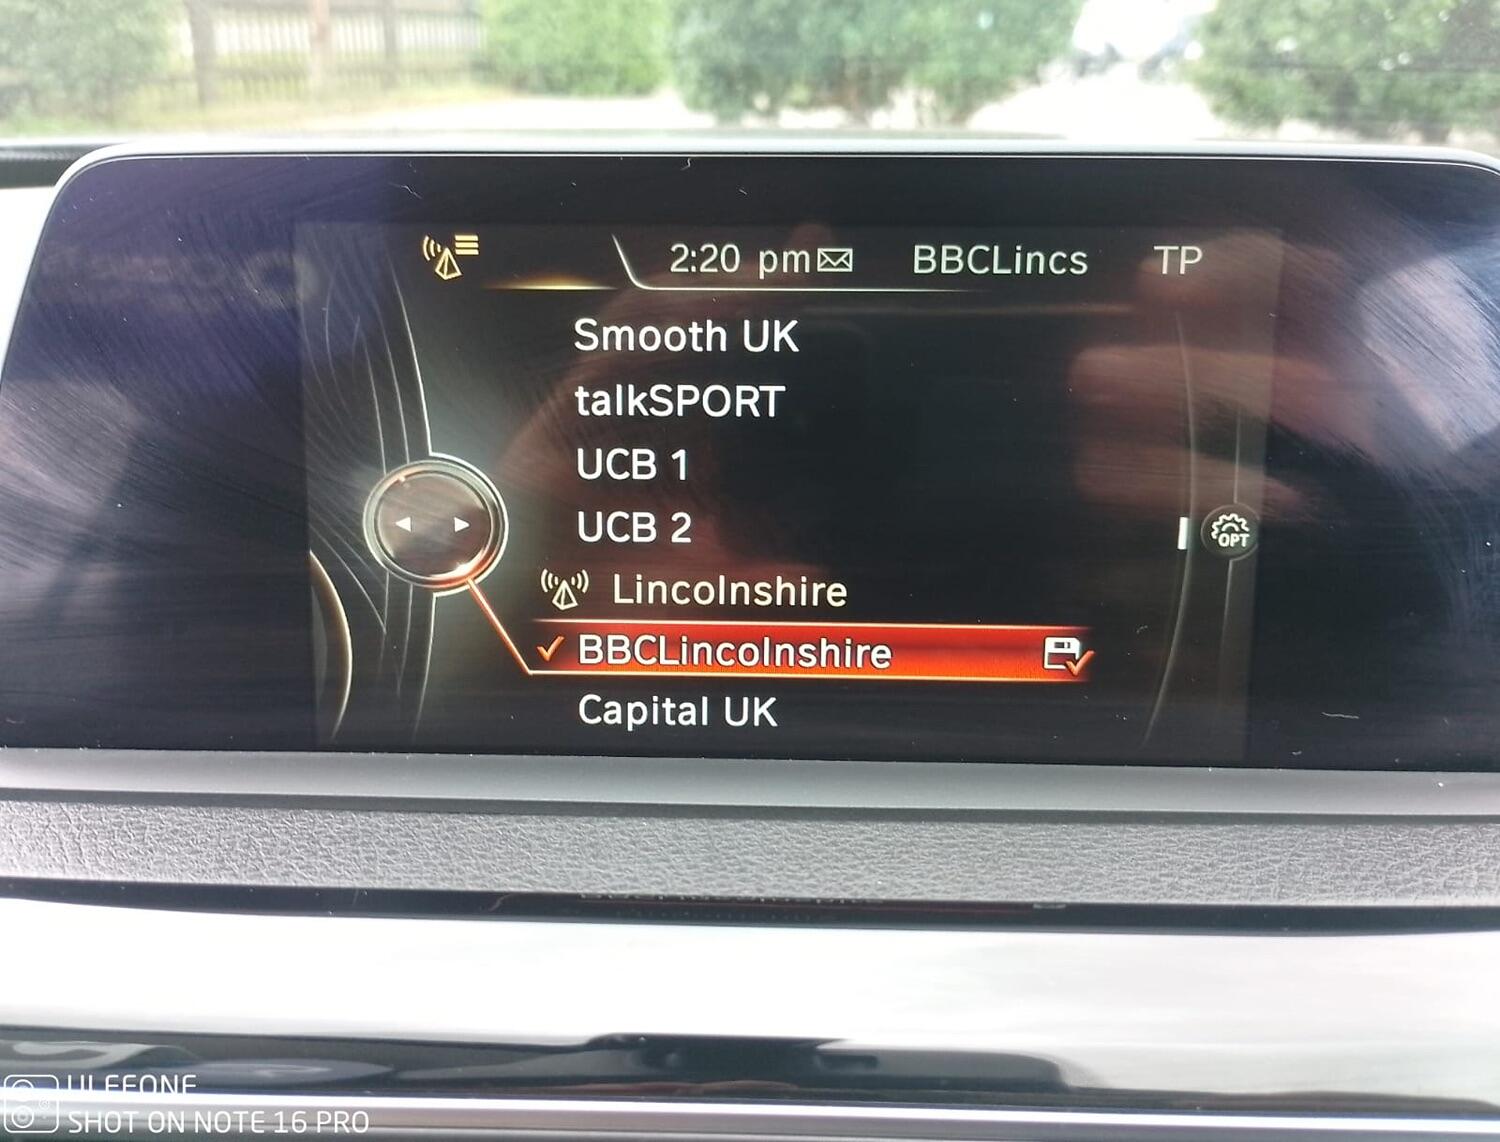 2:20 pm BBCLincs TP
Smooth UK
talkSPORT
UCB 1
UCB 2
OPT
Lincolnshire
BBCLincolnshire
Capital UK
ULEFONE
SHOT ON NOTE 16 PRO